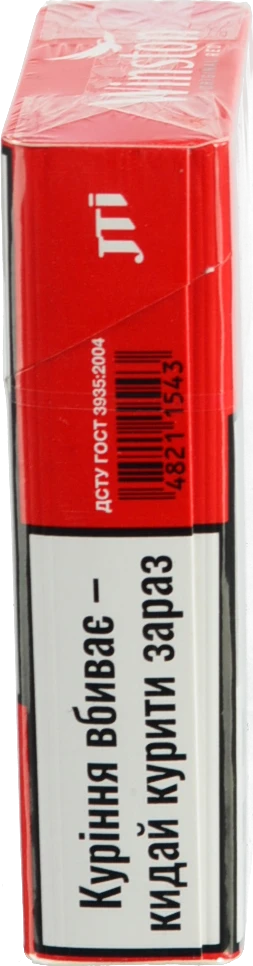 Winston
JTI
ДСТУ ГОСТ 3935:2004
4821 1543
Куріння вбиває –
кидай курити зараз